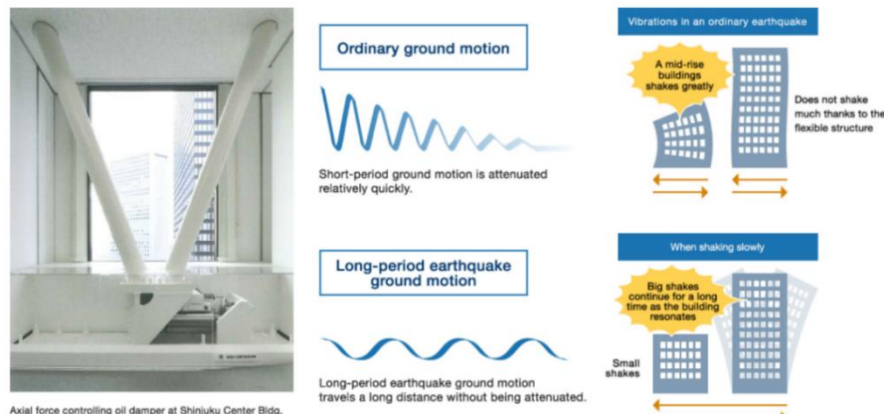 Axial force controlling oil damper at Shinjuku Center Bldg.
Ordinary ground motion
Short-period ground motion is attenuated
relatively quickly.
Long-period earthquake
ground motion
Long-period earthquake ground motion
travels a long distance without being attenuated.
Vibrations in an ordinary earthquake
A mid-rise
buildings
shakes greatly
Does not shake
much thanks to the
flexible structure
When shaking slowly
Big shakes
continue for a long
time as the building
resonates
Small
shakes